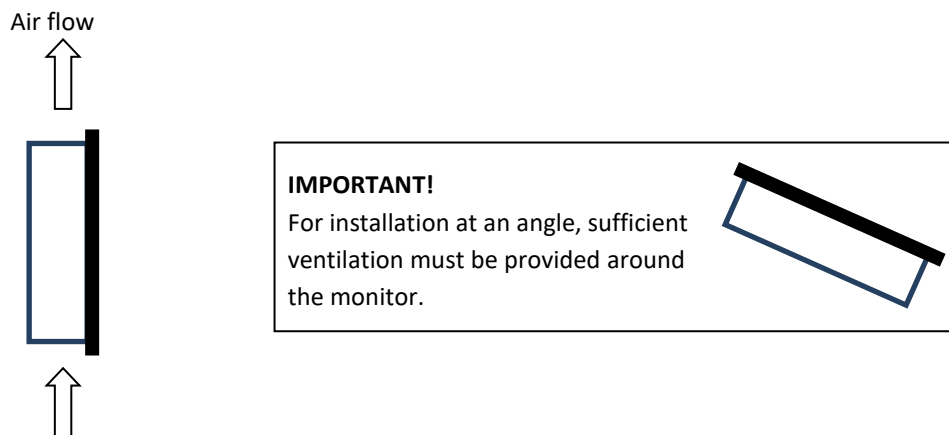 Air flow
IMPORTANT!
For installation at an angle, sufficient
ventilation must be provided around
the monitor.